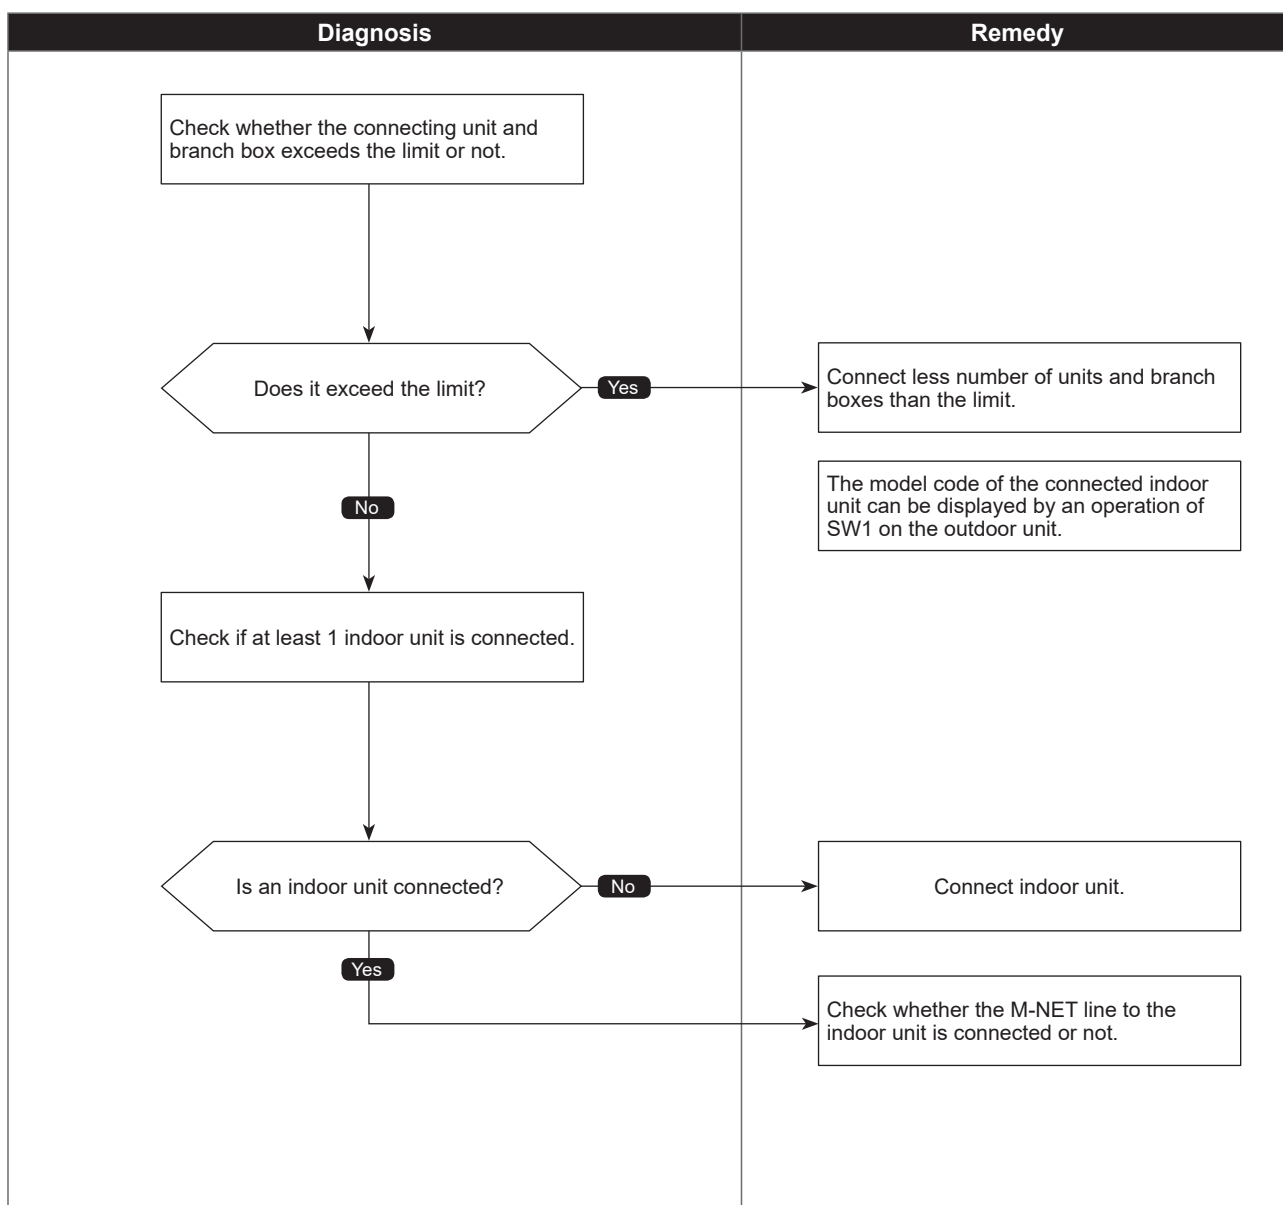 Diagnosis
Remedy
Check whether the connecting unit and
branch box exceeds the limit or not.
Does it exceed the limit?
Yes
Connect less number of units and branch
boxes than the limit.
The model code of the connected indoor
unit can be displayed by an operation of
SW1 on the outdoor unit.
No
Check if at least 1 indoor unit is connected.
Is an indoor unit connected?
No
Connect indoor unit.
Yes
Check whether the M-NET line to the
indoor unit is connected or not.